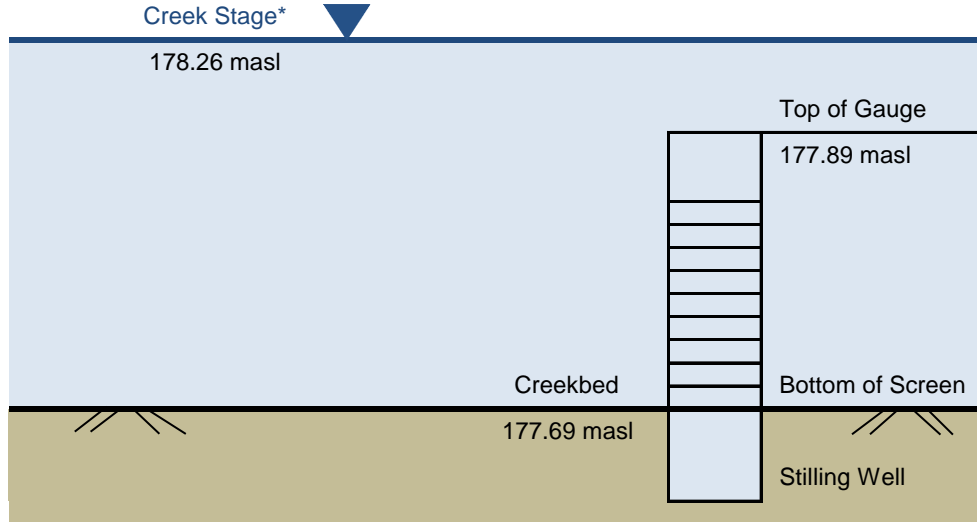 Creek Stage*
178.26 masl
Top of Gauge
177.89 masl
Creekbed
Bottom of Screen
177.69 masl
Stilling Well